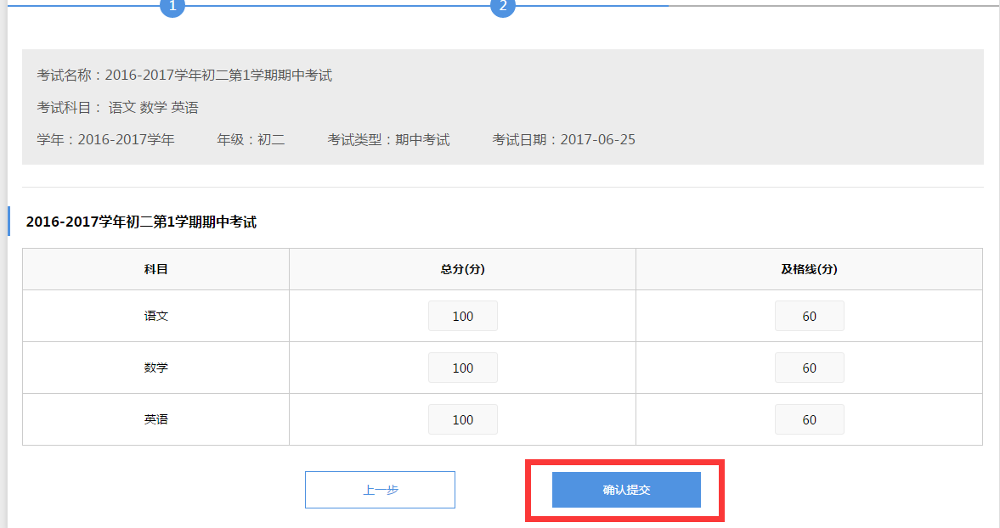 1 2
考试名称：2016-2017学年初二第1学期期中考试
考试科目： 语文 数学 英语
学年：2016-2017学年 年级：初二 考试类型：期中考试 考试日期：2017-06-25
2016-2017学年初二第1学期期中考试
科目 总分(分) 及格线(分)
语文 100 60
数学 100 60
英语 100 60
上一步 确认提交